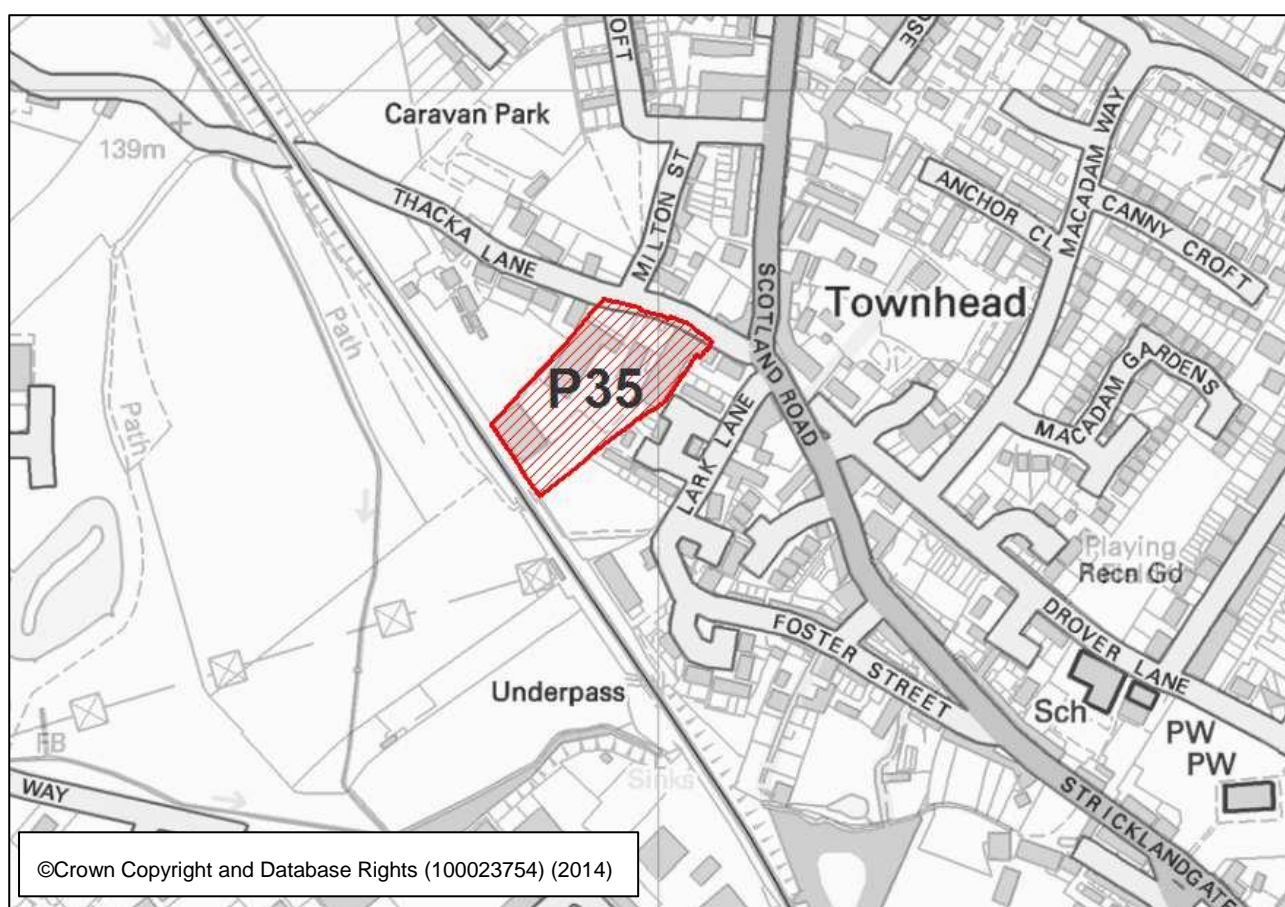 OFT
OSE
Caravan Park
139m
THACKA LANE
MILTON ST
MACADAM WAY
ANCHOR CL
CANNY CROFT
SCOTLAND ROAD
Townhead
Path
P35
MACADAM GARDENS
Path
LARK LANE
Playing
Recn Gd
DROVER LANE
FOSTER STREET
Underpass
Sch
PW
PW
FB
Sinks
WAY
STRICKLANDGATE
©Crown Copyright and Database Rights (100023754) (2014)